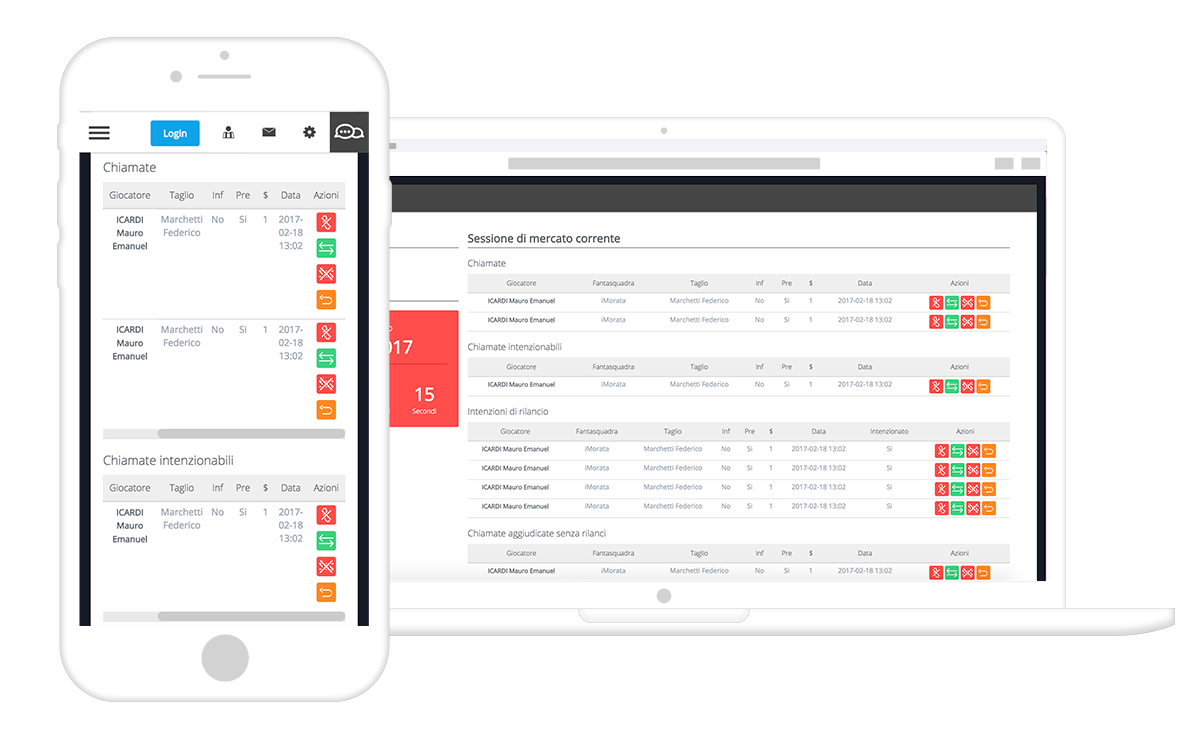 Login
Chiamate
Giocatore Taglio Inf Pre $ Data Azioni
ICARDI Marchetti No Si 1 2017-
Mauro Federico 02-18
Emanuel 13:02
ICARDI Marchetti No Si 1 2017-
Mauro Federico 02-18
Emanuel 13:02
Chiamate intenzionabili
Giocatore Taglio Inf Pre $ Data Azioni
ICARDI Marchetti No Si 1 2017-
Mauro Federico 02-18
Emanuel 13:02
017
15
Secondi
Sessione di mercato corrente
Chiamate
Giocatore Fantasquadra Taglio Inf Pre $ Data Azioni
ICARDI Mauro Emanuel iMorata Marchetti Federico No Si 1 2017-02-18 13:02
ICARDI Mauro Emanuel iMorata Marchetti Federico No Si 1 2017-02-18 13:02
Chiamate intenzionabili
Giocatore Fantasquadra Taglio Inf Pre $ Data Azioni
ICARDI Mauro Emanuel iMorata Marchetti Federico No Si 1 2017-02-18 13:02
Intenzioni di rilancio
Giocatore Fantasquadra Taglio Inf Pre $ Data Intenzionato Azioni
ICARDI Mauro Emanuel iMorata Marchetti Federico No Si 1 2017-02-18 13:02 Si
ICARDI Mauro Emanuel iMorata Marchetti Federico No Si 1 2017-02-18 13:02 Si
ICARDI Mauro Emanuel iMorata Marchetti Federico No Si 1 2017-02-18 13:02 Si
ICARDI Mauro Emanuel iMorata Marchetti Federico No Si 1 2017-02-18 13:02 Si
Chiamate aggiudicate senza rilanci
Giocatore Fantasquadra Taglio Inf Pre $ Data Azioni
ICARDI Mauro Emanuel iMorata Marchetti Federico No Si 1 2017-02-18 13:02